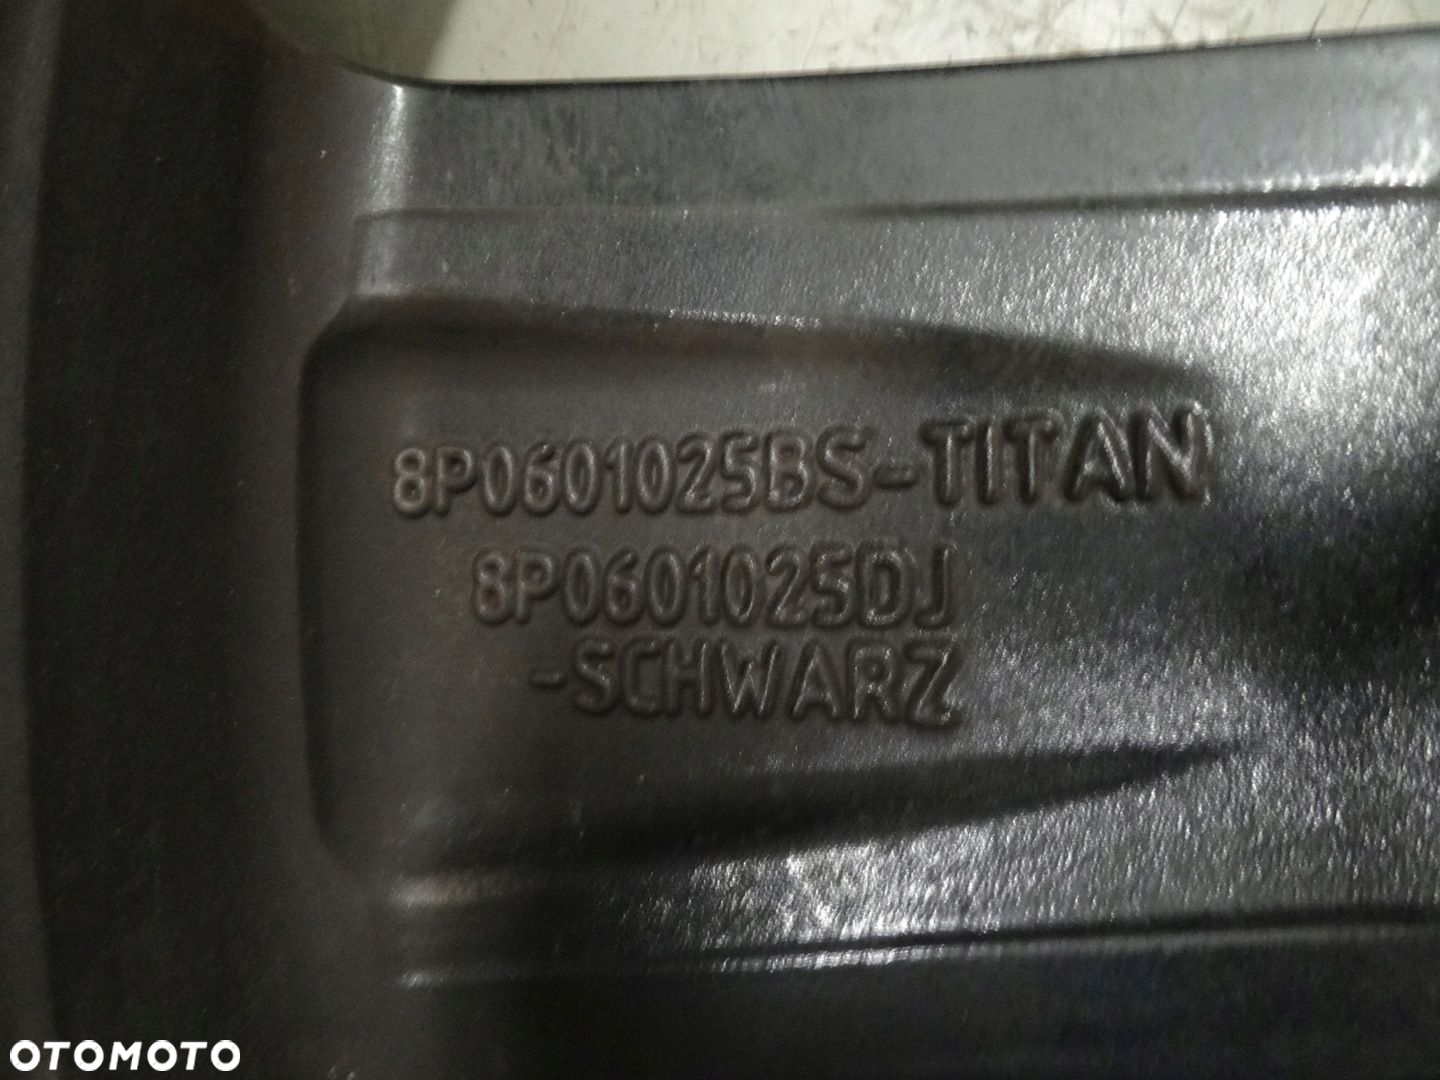 8P0601025BS-TITAN
8P0601025DJ
-SCHWARZ
OTOMOTO